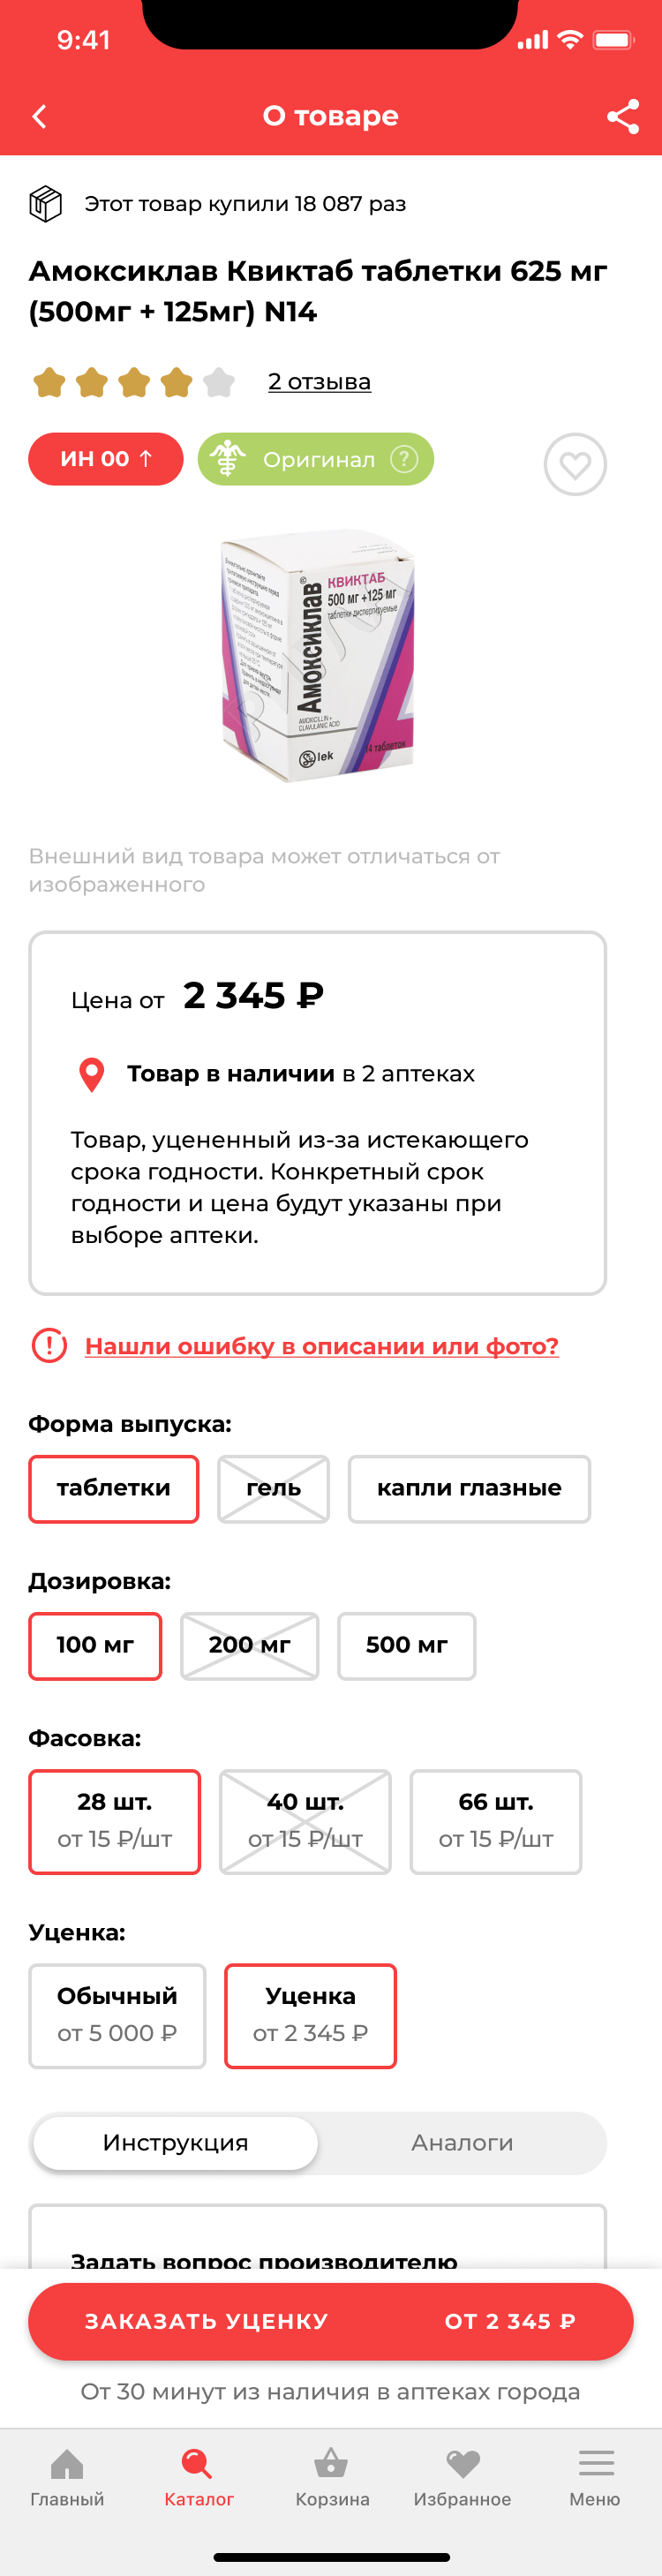 9:41
О товаре
Этот товар купили 18 087 раз
Амоксиклав Квиктаб таблетки 625 мг
(500мг + 125мг) N14
2 отзыва
ИН 00 ↑
Оригинал ?
КВИКТАБ
500 мг +125 мг
таблетки диспергируемые
Амоксиклав®
AMOXICILLIN +
CLAVULANIC ACID
lek
14 таблеток
Внешний вид товара может отличаться от
изображенного
Цена от 2 345 ₽
Товар в наличии в 2 аптеках
Товар, уцененный из-за истекающего
срока годности. Конкретный срок
годности и цена будут указаны при
выборе аптеки.
Нашли ошибку в описании или фото?
Форма выпуска:
таблетки гель капли глазные
Дозировка:
100 мг 200 мг 500 мг
Фасовка:
28 шт. 40 шт. 66 шт.
от 15 ₽/шт от 15 ₽/шт от 15 ₽/шт
Уценка:
Обычный Уценка
от 5 000 ₽ от 2 345 ₽
Инструкция Аналоги
Задать вопрос производителю
ЗАКАЗАТЬ УЦЕНКУ ОТ 2 345 ₽
От 30 минут из наличия в аптеках города
Главный Каталог Корзина Избранное Меню